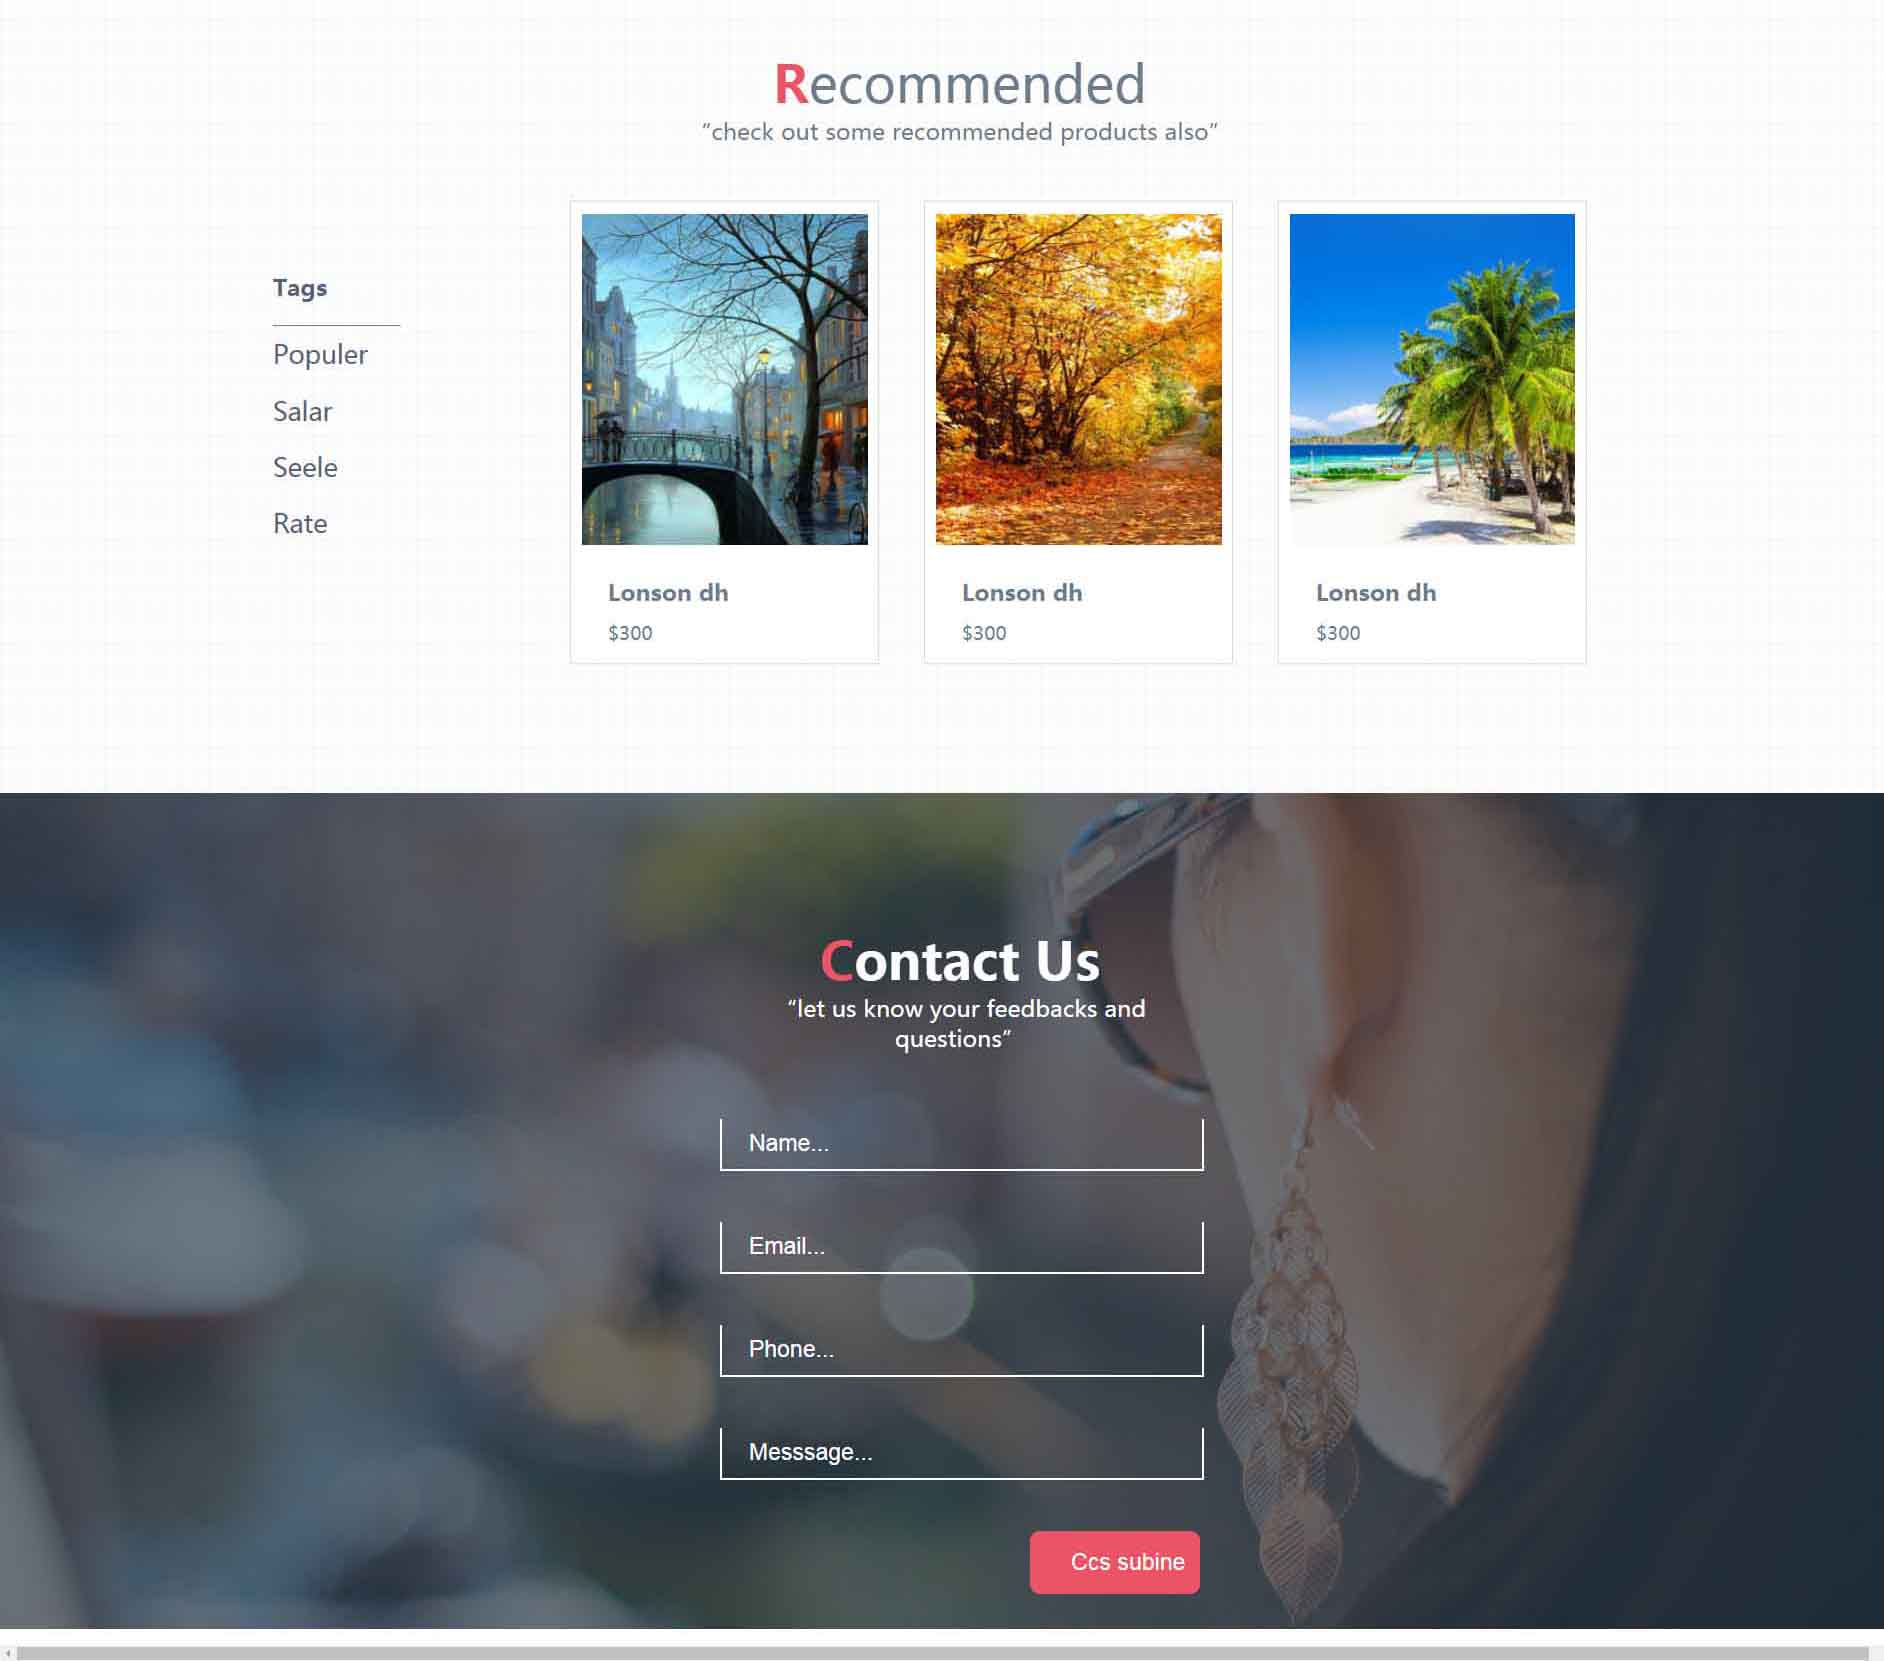 Recommended
“check out some recommended products also”
Tags
Populer
Salar
Seele
Rate
Lonson dh
$300
Lonson dh
$300
Lonson dh
$300
Contact Us
“let us know your feedbacks and
questions”
Name...
Email...
Phone...
Messsage...
Ccs subine